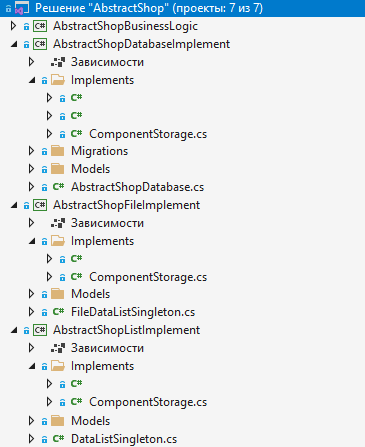 Решение "AbstractShop" (проекты: 7 из 7)
C# AbstractShopBusinessLogic
C# AbstractShopDatabaseImplement
Зависимости
Implements
C#
C#
C# ComponentStorage.cs
Migrations
Models
C# AbstractShopDatabase.cs
C# AbstractShopFileImplement
Зависимости
Implements
C#
C# ComponentStorage.cs
Models
C# FileDataListSingleton.cs
C# AbstractShopListImplement
Зависимости
Implements
C#
C# ComponentStorage.cs
Models
C# DataListSingleton.cs